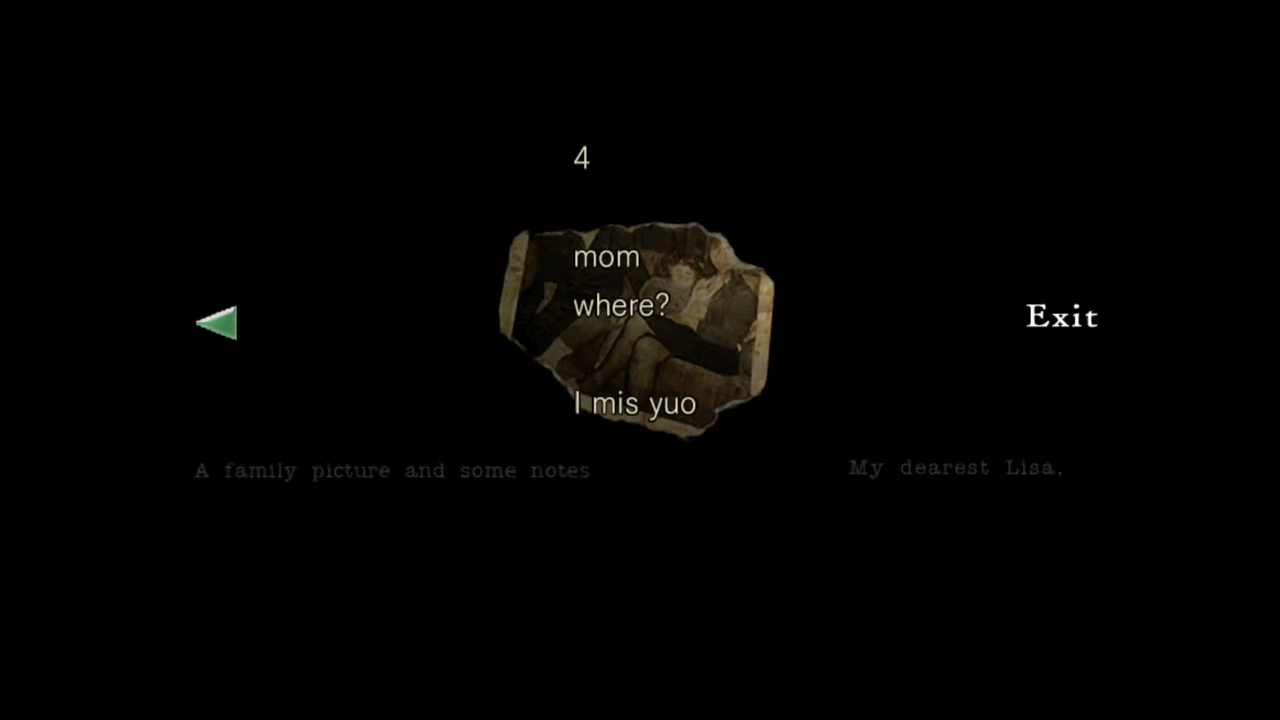 4
mom
where?
Exit
I mis yuo
A family picture and some notes
My dearest Lisa,